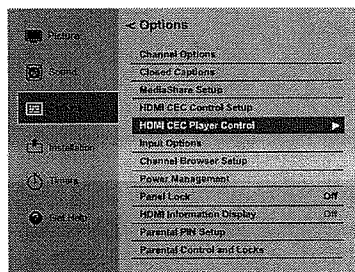 < Options
Picture
Sound
Installation
Timers
Get Help
Channel Options
Closed Captions
MediaShare Setup
HDMI CEC Control Setup
HDMI CEC Player Control
Input Options
Channel Browser Setup
Power Management
Panel Lock Off
HDMI Information Display Off
Parental PIN Setup
Parental Control and Locks